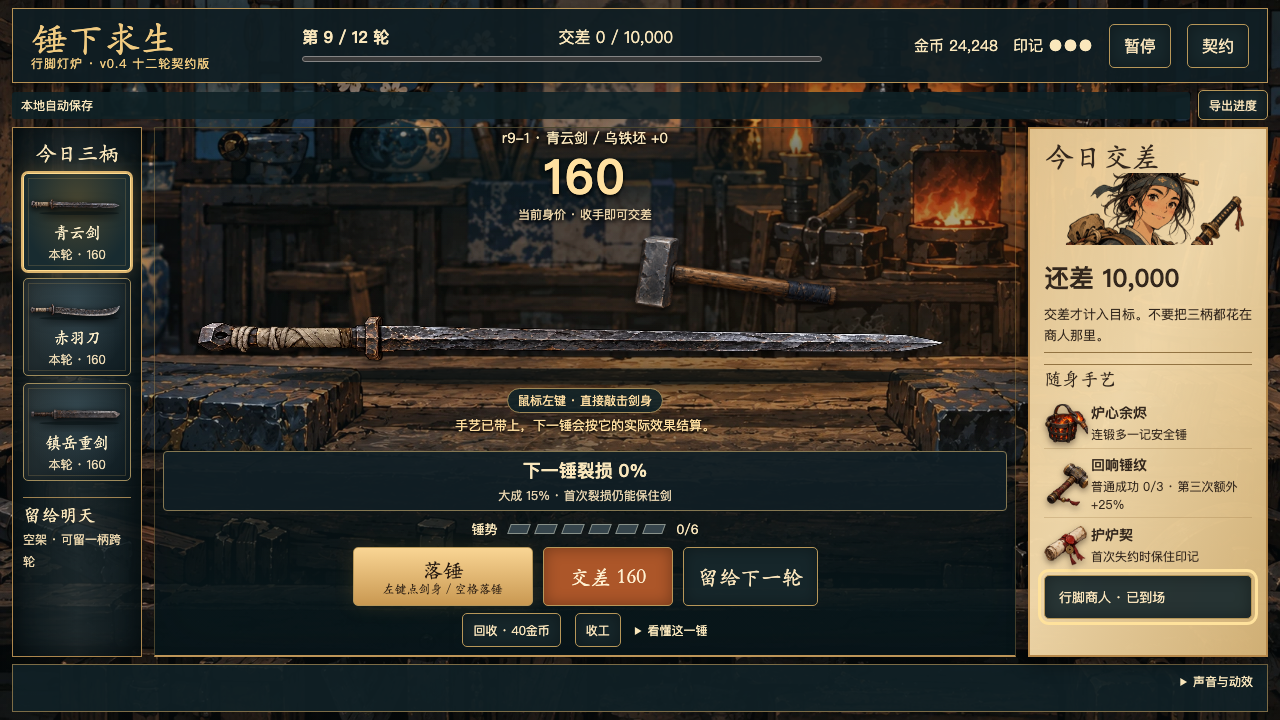 锤下求生
行脚灯炉 · v0.4 十二轮契约版
第 9 / 12 轮
交差 0 / 10,000
金币 24,248
印记
暂停
契约
本地自动保存
导出进度
今日三柄
青云剑
本轮 · 160
赤羽刀
本轮 · 160
镇岳重剑
本轮 · 160
留给明天
空架 · 可留一柄跨
轮
r9–1 · 青云剑 / 乌铁坯 +0
160
当前身价 · 收手即可交差
鼠标左键 · 直接敲击剑身
手艺已带上，下一锤会按它的实际效果结算。
下一锤裂损 0%
大成 15% · 首次裂损仍能保住剑
锤势
0/6
落锤
左键点剑身 / 空格落锤
交差 160
留给下一轮
回收 · 40金币
收工
看懂这一锤
今日交差
还差 10,000
交差才计入目标。不要把三柄都花在
商人那里。
随身手艺
炉心余烬
连锻多一记安全锤
回响锤纹
普通成功 0/3 · 第三次额外
+25%
护炉契
首次失约时保住印记
行脚商人 · 已到场
声音与动效